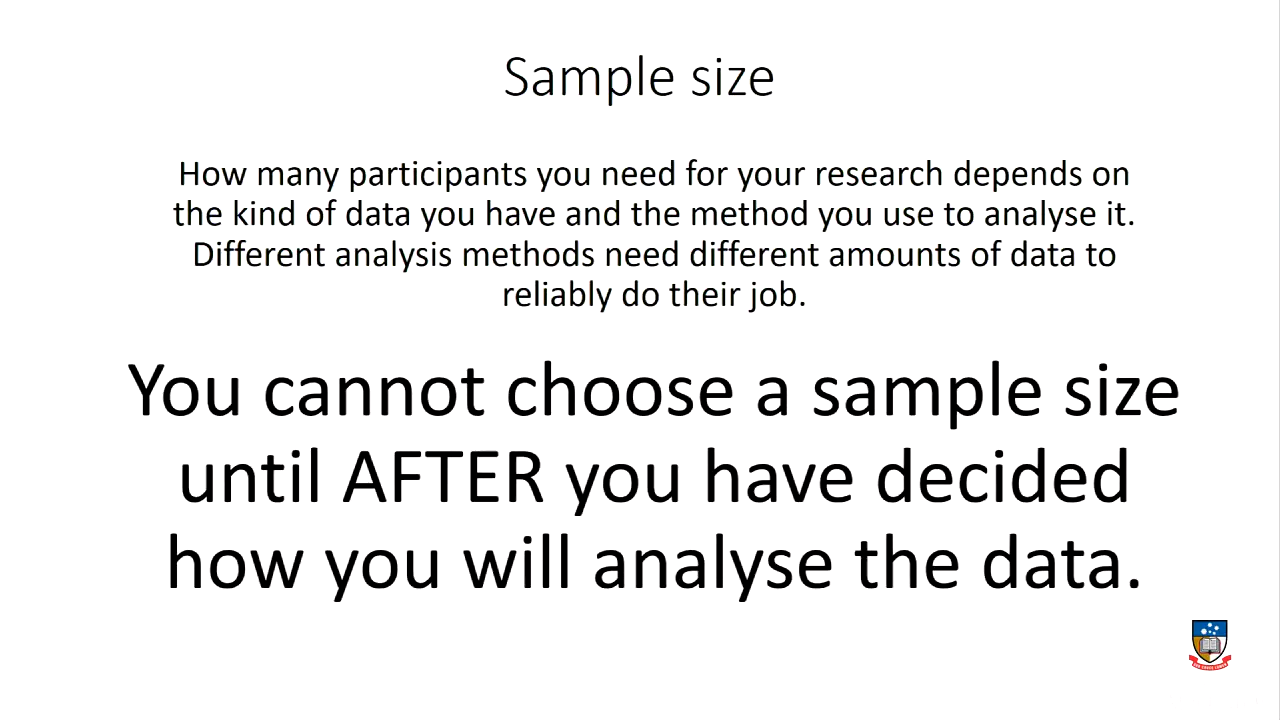 Sample size
How many participants you need for your research depends on
the kind of data you have and the method you use to analyse it.
Different analysis methods need different amounts of data to
reliably do their job.
You cannot choose a sample size
until AFTER you have decided
how you will analyse the data.